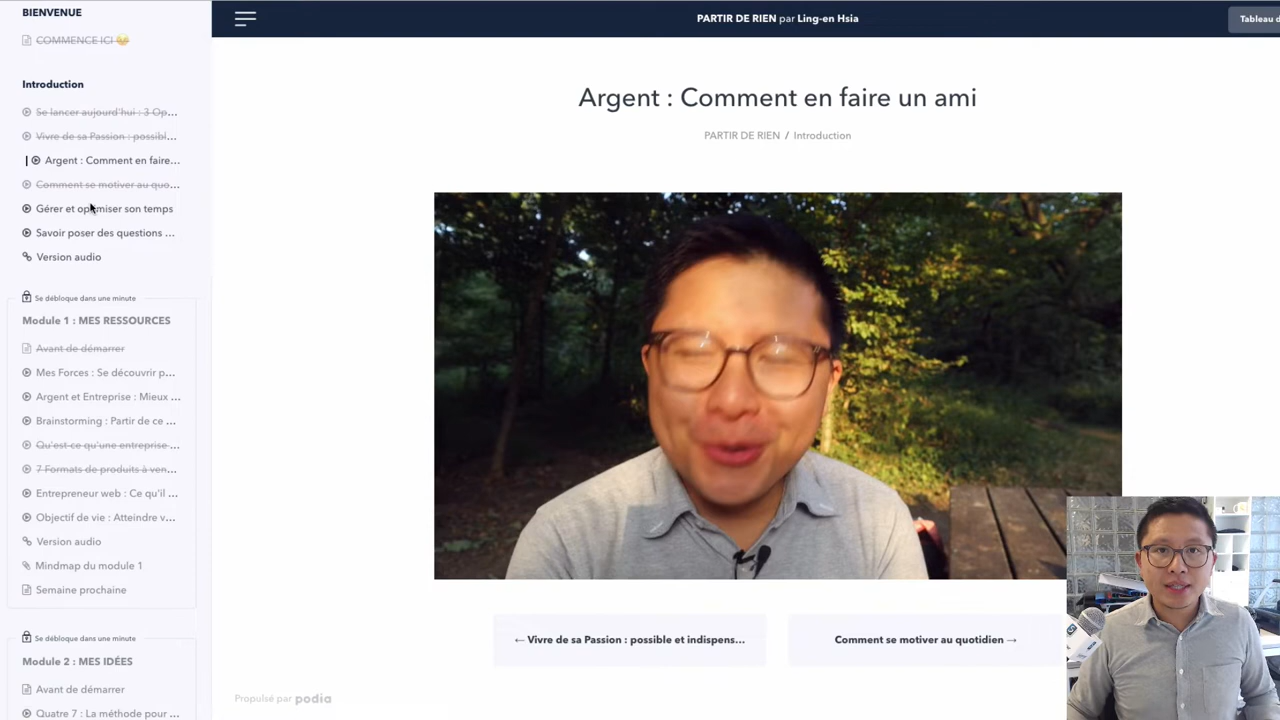 BIENVENUE
COMMENCE ICI
Introduction
Se lancer aujourd'hui : 3 Op...
Vivre de sa Passion : possibl...
Argent : Comment en faire...
Comment se motiver au quo...
Gérer et optimiser son temps
Savoir poser des questions ...
Version audio
Se débloque dans une minute
Module 1 : MES RESSOURCES
Avant de démarrer
Mes Forces : Se découvrir p...
Argent et Entreprise : Mieux ...
Brainstorming : Partir de ce ...
Qu'est-ce qu'une entreprise ...
7 Formats de produits à ven...
Entrepreneur web : Ce qu'il ...
Objectif de vie : Atteindre v...
Version audio
Mindmap du module 1
Semaine prochaine
Se débloque dans une minute
Module 2 : MES IDÉES
Avant de démarrer
Quatre 7 : La méthode pour ...
PARTIR DE RIEN par Ling-en Hsia
Tableau d
Argent : Comment en faire un ami
PARTIR DE RIEN / Introduction
← Vivre de sa Passion : possible et indispens...
Comment se motiver au quotidien →
Propulsé par podia